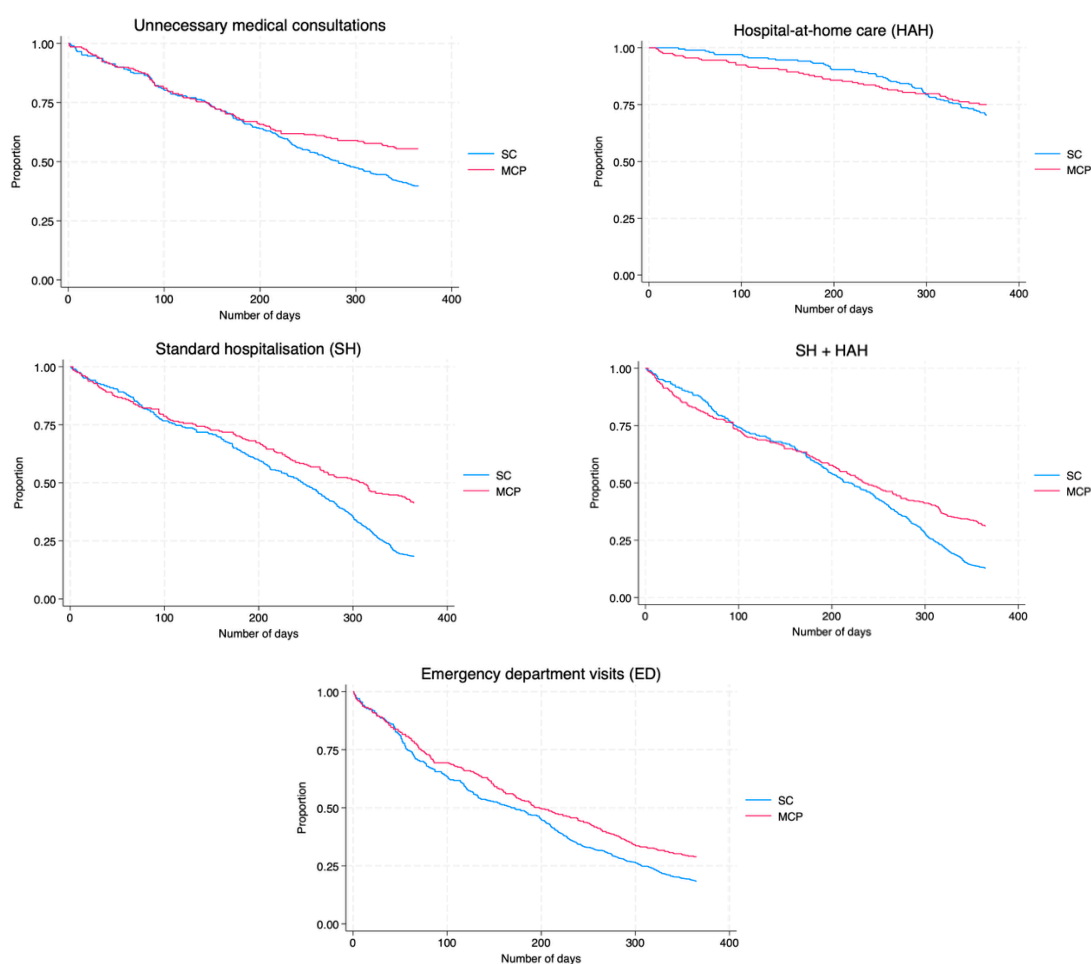 Unnecessary medical consultations
1.00
0.75
0.50
0.25
0.00
Proportion
0 100 200 300 400
Number of days
SC
MCP
Hospital-at-home care (HAH)
1.00
0.75
0.50
0.25
0.00
Proportion
0 100 200 300 400
Number of days
SC
MCP
Standard hospitalisation (SH)
1.00
0.75
0.50
0.25
0.00
Proportion
0 100 200 300 400
Number of days
SC
MCP
SH + HAH
1.00
0.75
0.50
0.25
0.00
Proportion
0 100 200 300 400
Number of days
SC
MCP
Emergency department visits (ED)
1.00
0.75
0.50
0.25
0.00
Proportion
0 100 200 300 400
Number of days
SC
MCP